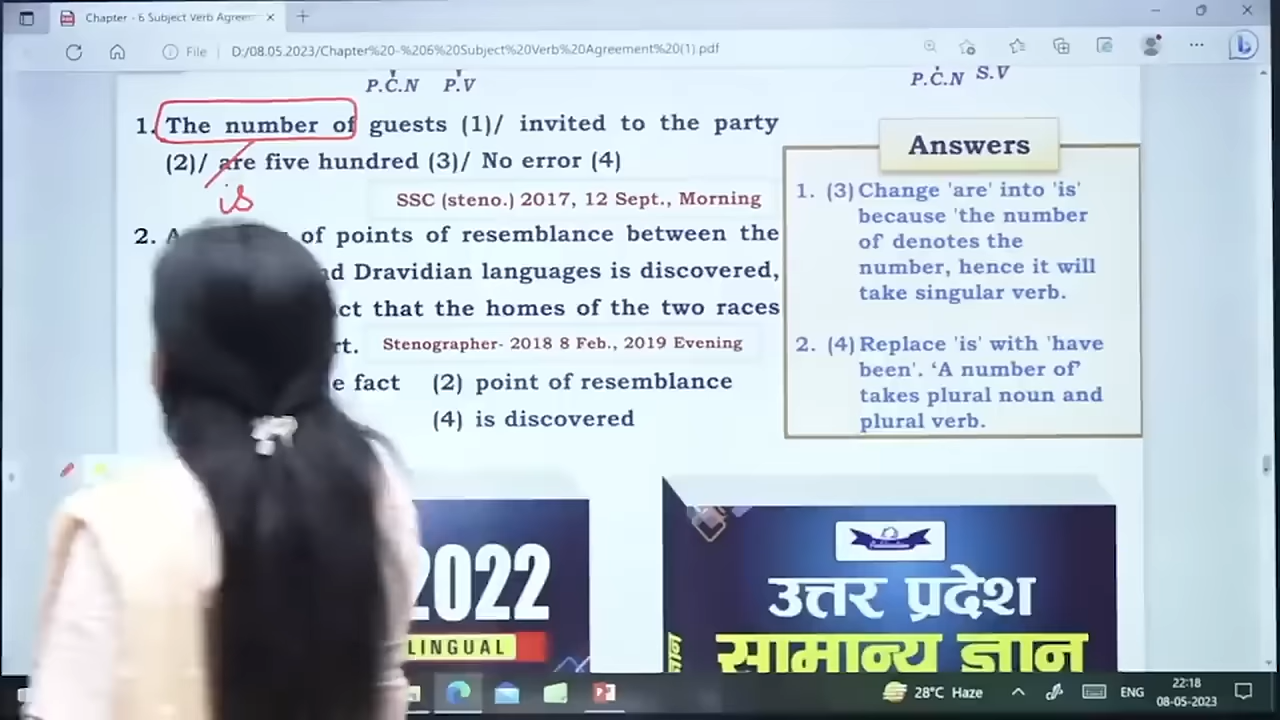 Chapter - 6 Subject Verb Agreem
File D:/08.05.2023/Chapter%20-%206%20Subject%20Verb%20Agreement%20(1).pdf
P.C.N P.V
P.C.N S.V
1. The number of guests (1)/ invited to the party
(2)/ are five hundred (3)/ No error (4)
is
SSC (steno.) 2017, 12 Sept., Morning
2. A of points of resemblance between the
Dravidian languages is discovered,
that the homes of the two races
Stenographer- 2018 8 Feb., 2019 Evening
fact (2) point of resemblance
(4) is discovered
Answers
1. (3) Change 'are' into 'is'
because 'the number
of' denotes the
number, hence it will
take singular verb.
2. (4) Replace 'is' with 'have
been'. 'A number of'
takes plural noun and
plural verb.
2022
LINGUAL
उत्तर प्रदेश
सामान्य ज्ञान
28°C Haze
ENG
22:18
08-05-2023